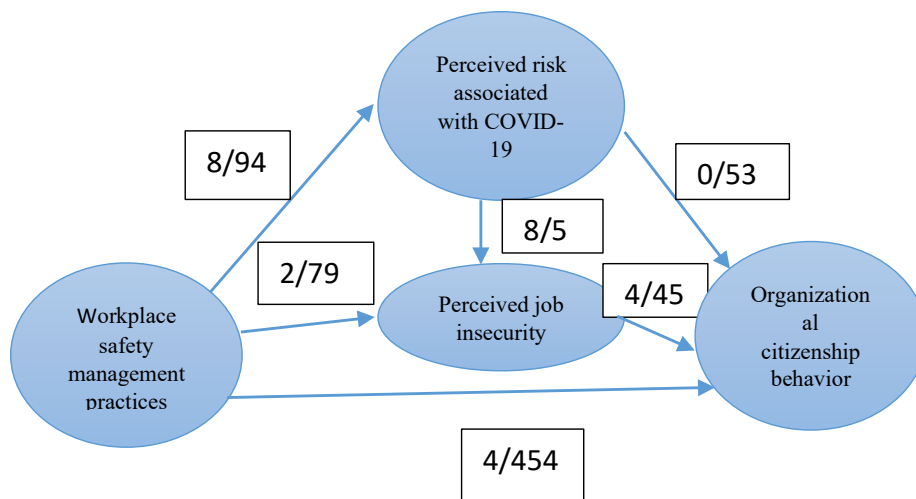 Perceived risk
associated
with COVID-
19
8/94
0/53
8/5
2/79
4/45
Perceived job
insecurity
Workplace
safety
management
practices
Organization
al
citizenship
behavior
4/454